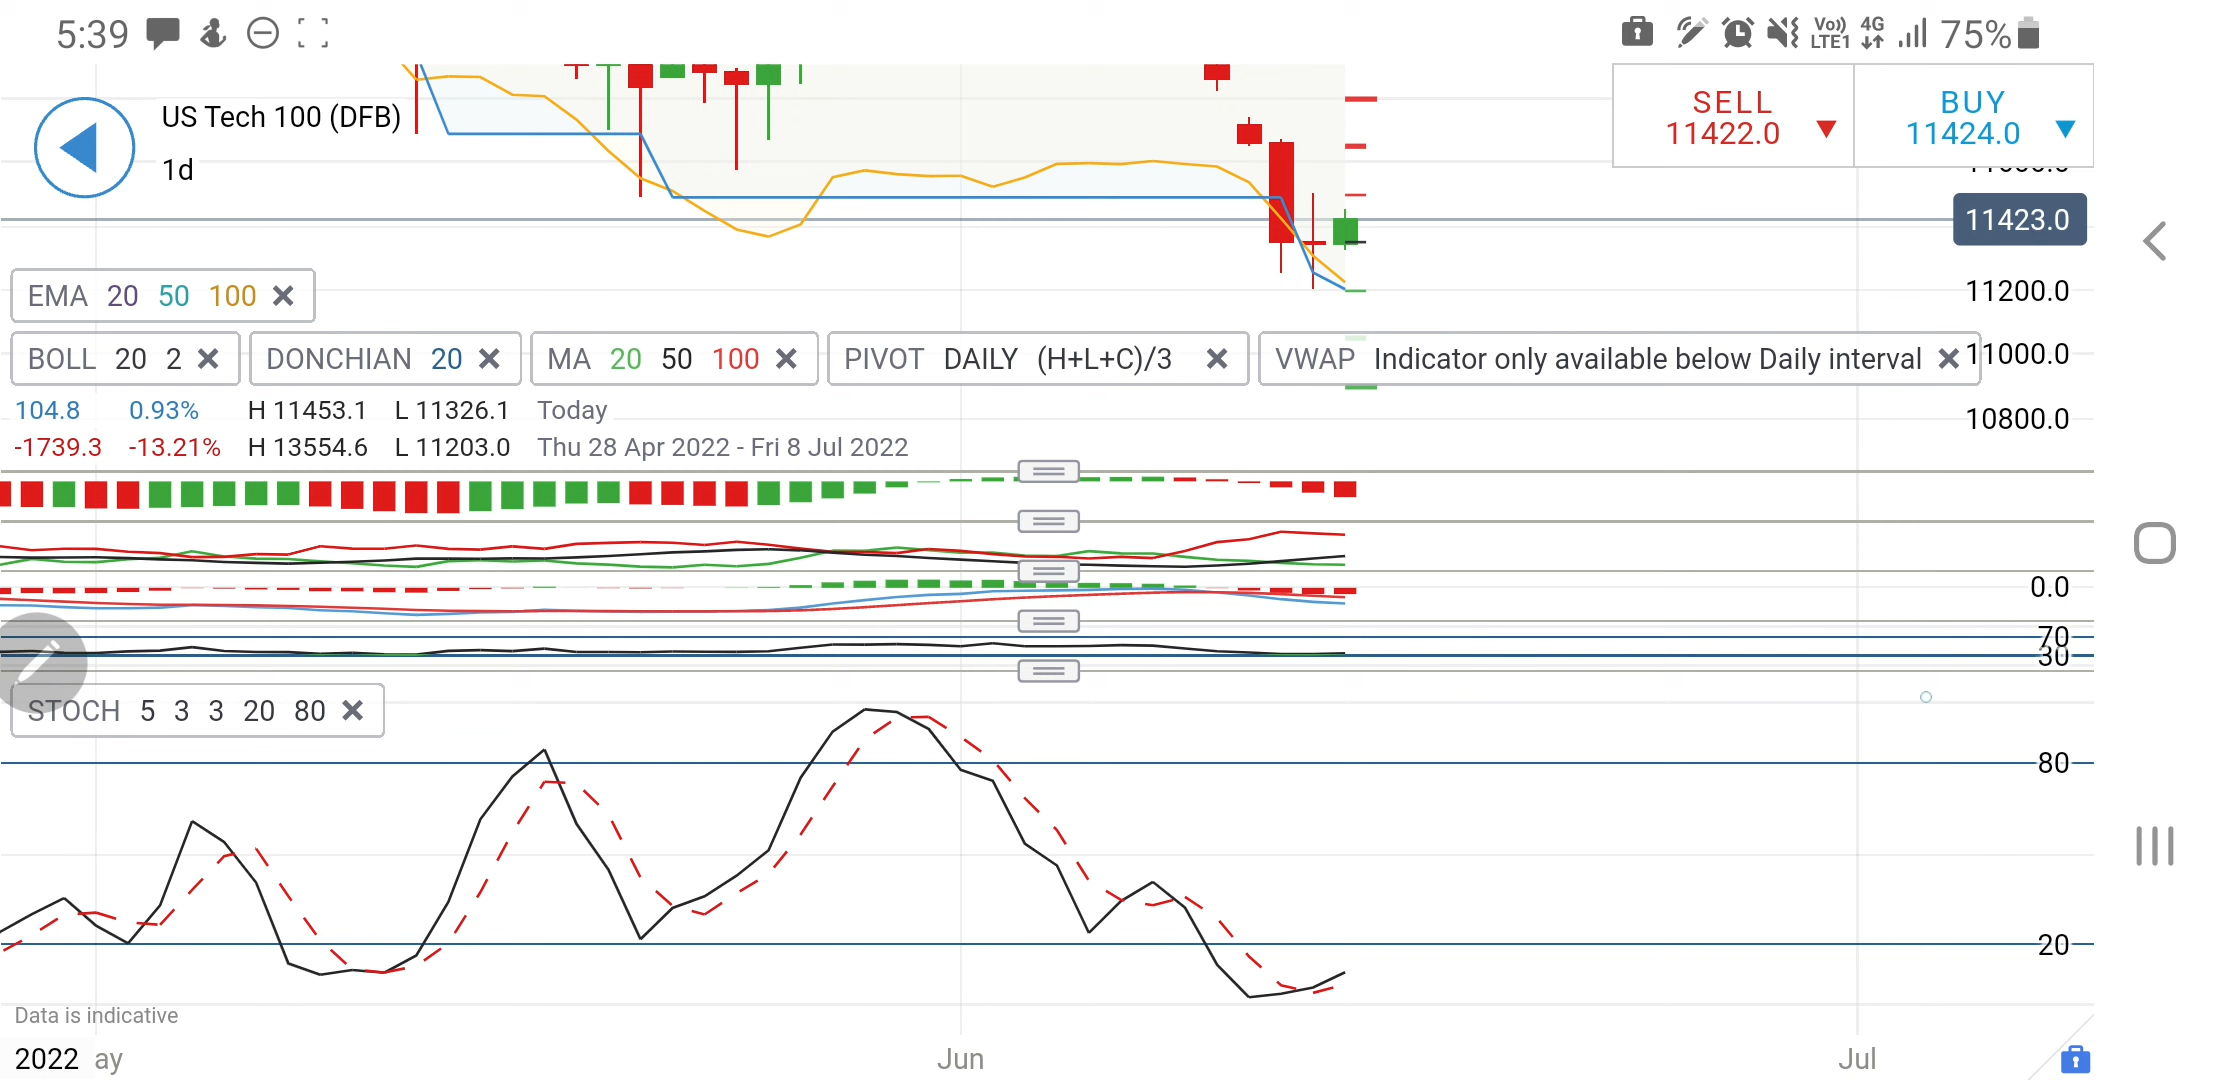 5:39
Vo)) LTE1 4G 75%
US Tech 100 (DFB)
1d
SELL 11422.0
BUY 11424.0
11423.0
EMA 20 50 100
11200.0
BOLL 20 2
DONCHIAN 20
MA 20 50 100
PIVOT DAILY (H+L+C)/3
VWAP Indicator only available below Daily interval
11000.0
104.8 0.93% H 11453.1 L 11326.1 Today
10800.0
-1739.3 -13.21% H 13554.6 L 11203.0 Thu 28 Apr 2022 - Fri 8 Jul 2022
0.0
70
30
STOCH 5 3 3 20 80
80
20
Data is indicative
2022 ay Jun Jul